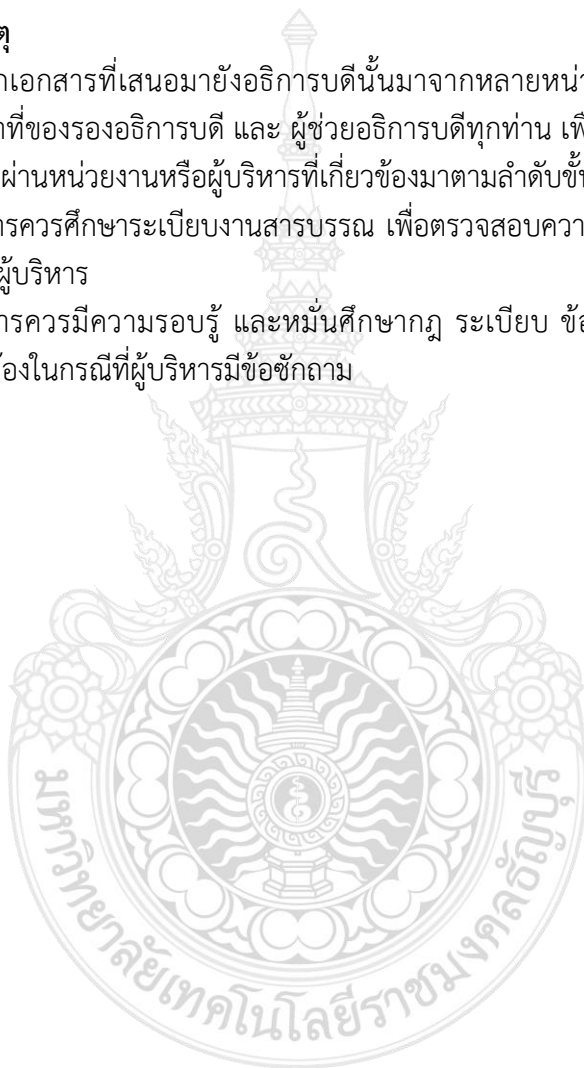 ตุ
กเอกสารที่เสนอมายังอธิการบดีนั้นมาจากหลายหน่
าที่ของรองอธิการบดี และ ผู้ช่วยอธิการบดีทุกท่าน เพื
ผ่านหน่วยงานหรือผู้บริหารที่เกี่ยวข้องมาตามลำดับขั้น
ารควรศึกษาระเบียบงานสารบรรณ เพื่อตรวจสอบควา
ผู้บริหาร
ารควรมีความรอบรู้ และหมั่นศึกษากฎ ระเบียบ ข้อ
้องในกรณีที่ผู้บริหารมีข้อซักถาม
มหาวิทยาลัยเทคโนโลยีราชมงคลธัญบุรี